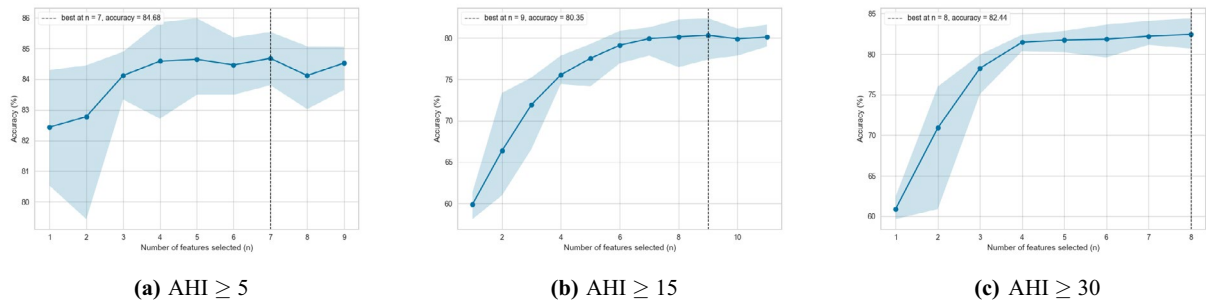 best at n = 7, accuracy = 84.68
86
85
84
83
82
81
80
Accuracy (%)
1 2 3 4 5 6 7 8 9
Number of features selected (n)
(a) AHI ≥ 5
best at n = 9, accuracy = 80.35
80
75
70
65
60
Accuracy (%)
2 4 6 8 10
Number of features selected (n)
(b) AHI ≥ 15
best at n = 8, accuracy = 82.44
85
80
75
70
65
60
Accuracy (%)
1 2 3 4 5 6 7 8
Number of features selected (n)
(c) AHI ≥ 30